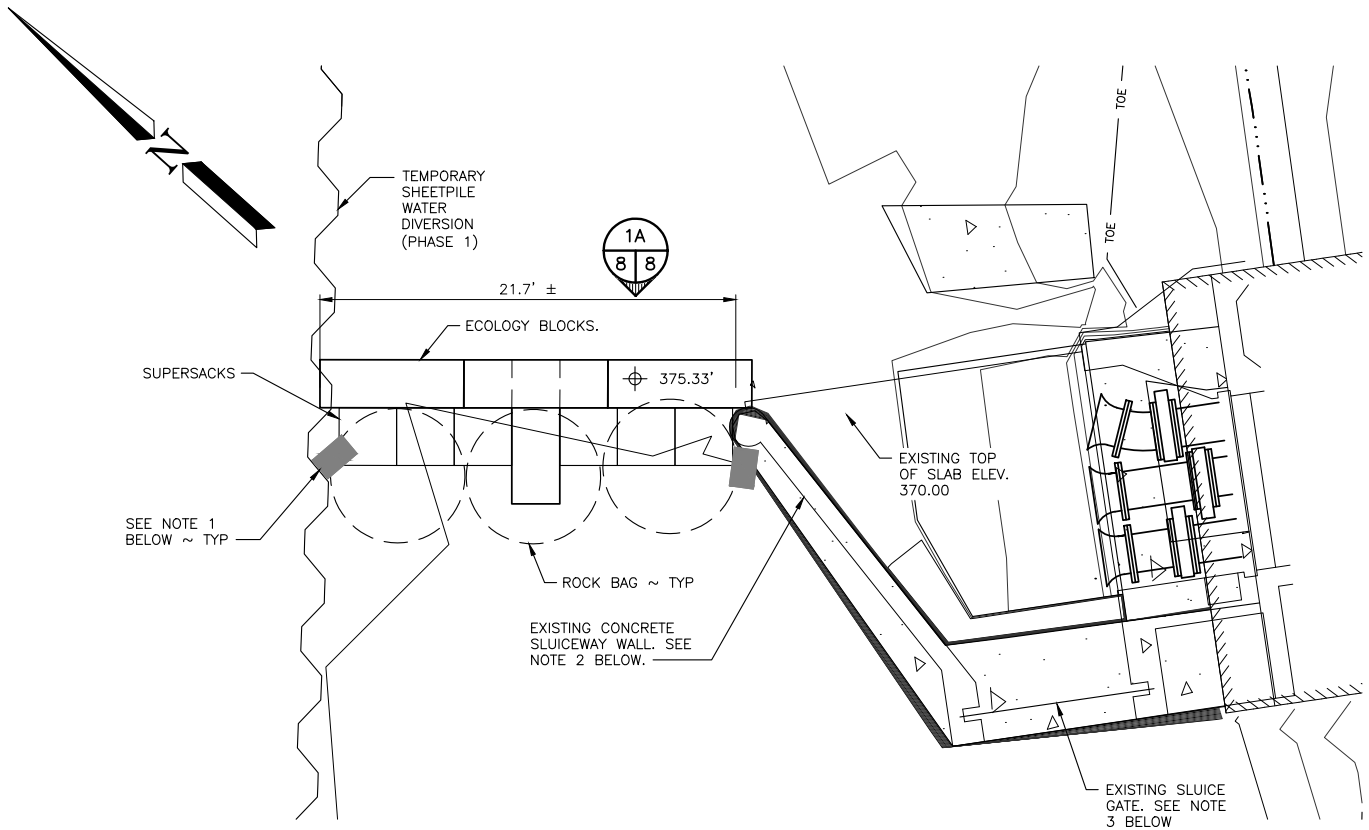 N
TEMPORARY
SHEETPILE
WATER
DIVERSION
(PHASE 1)
TOE
TOE
1A
8 8
21.7' ±
ECOLOGY BLOCKS.
SUPERSACKS
375.33'
EXISTING TOP
OF SLAB ELEV.
370.00
SEE NOTE 1
BELOW ~ TYP
ROCK BAG ~ TYP
EXISTING CONCRETE
SLUICEWAY WALL. SEE
NOTE 2 BELOW.
EXISTING SLUICE
GATE. SEE NOTE
3 BELOW